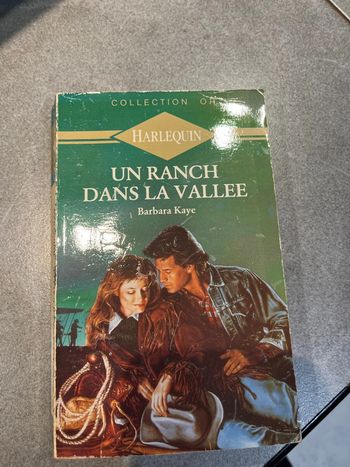 COLLECTION OR
HARLEQUIN
UN RANCH
DANS LA VALLEE
Barbara Kaye